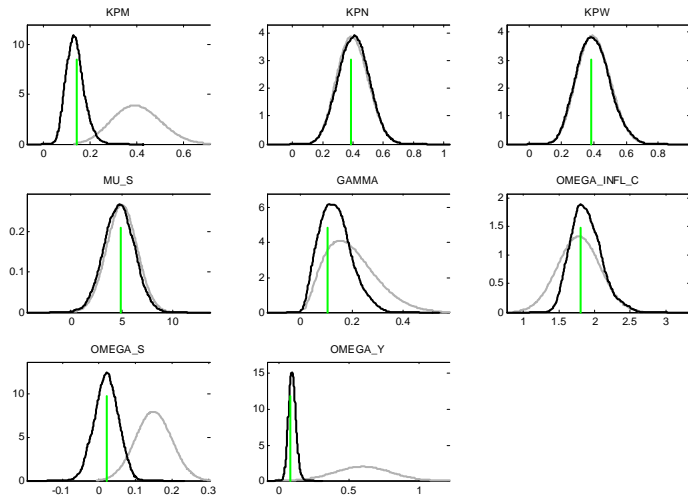 KPM
KPN
KPW
10
5
0
0 0.2 0.4 0.6
4
3
2
1
0
0 0.2 0.4 0.6 0.8 1
4
3
2
1
0
0 0.2 0.4 0.6 0.8
MU_S
GAMMA
OMEGA_INFL_C
0.2
0.1
0
0 5 10
6
4
2
0
0 0.2 0.4
2
1.5
1
0.5
0
1 1.5 2 2.5 3
OMEGA_S
OMEGA_Y
10
5
0
-0.1 0 0.1 0.2 0.3
15
10
5
0
0 0.5 1